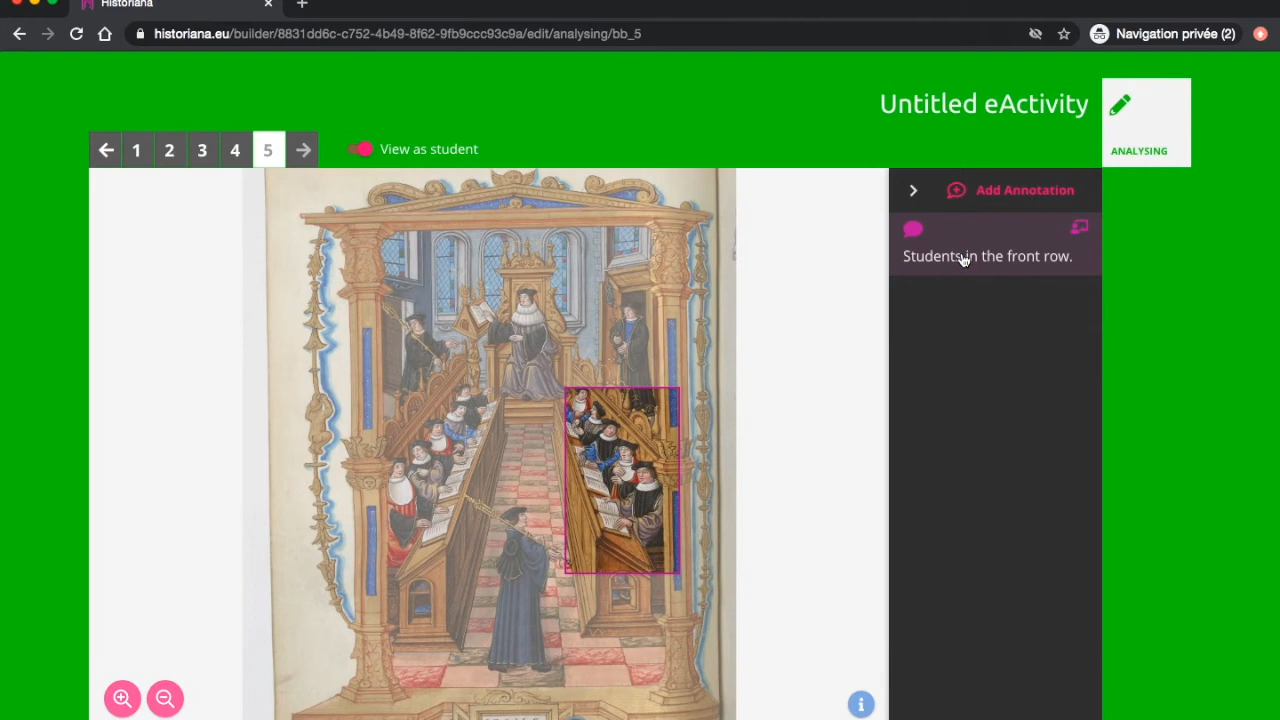 Historiana
historiana.eu/builder/8831dd6c-c752-4b49-8f62-9fb9ccc93c9a/edit/analysing/bb_5
Navigation privée (2)
Untitled eActivity
ANALYSING
1 2 3 4 5
View as student
Add Annotation
Students in the front row.